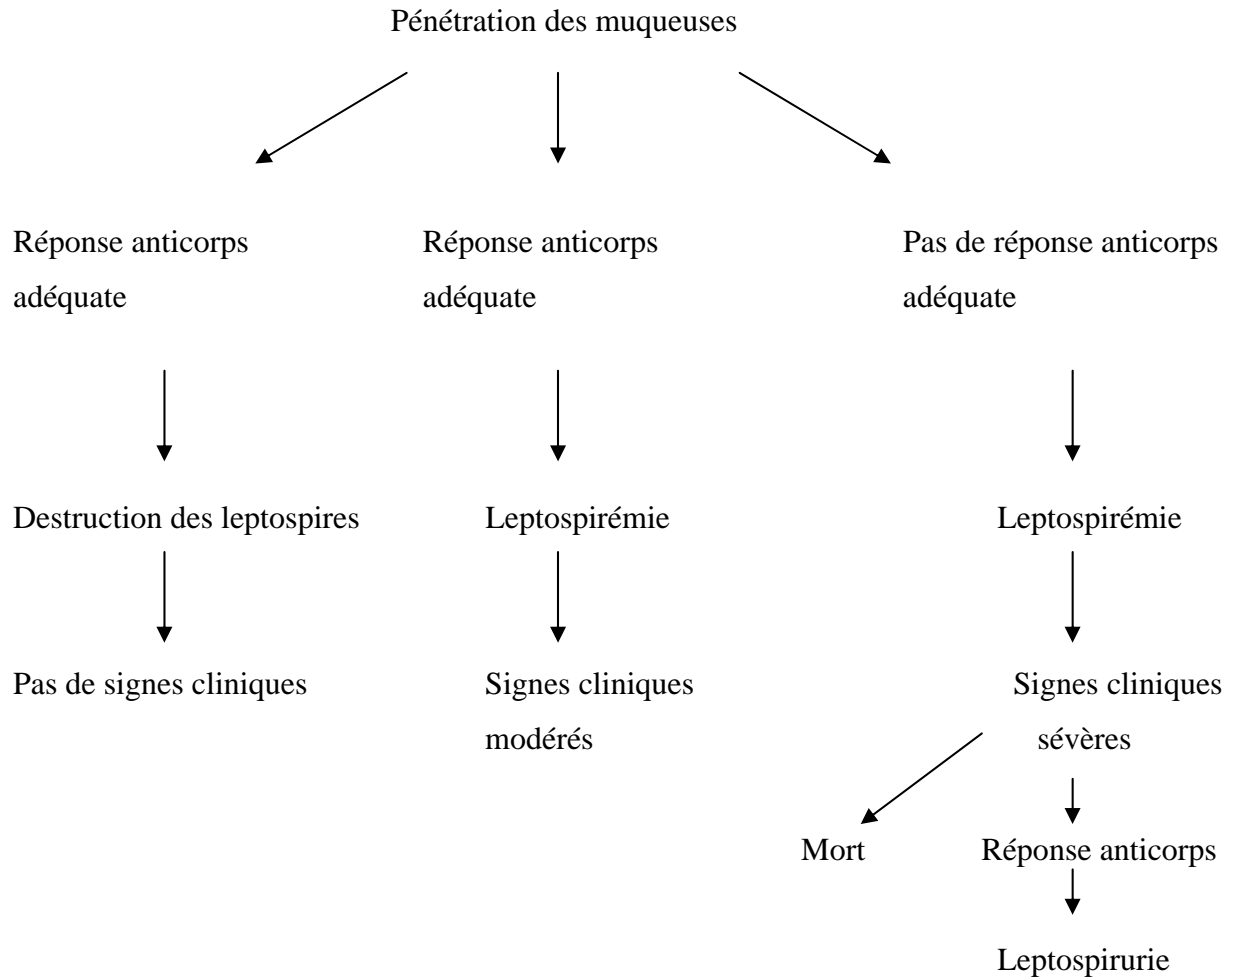 Pénétration des muqueuses
Réponse anticorps
adéquate
Réponse anticorps
adéquate
Pas de réponse anticorps
adéquate
Destruction des leptospires
Leptospirémie
Leptospirémie
Pas de signes cliniques
Signes cliniques
modérés
Signes cliniques
sévères
Mort
Réponse anticorps
Leptospirurie